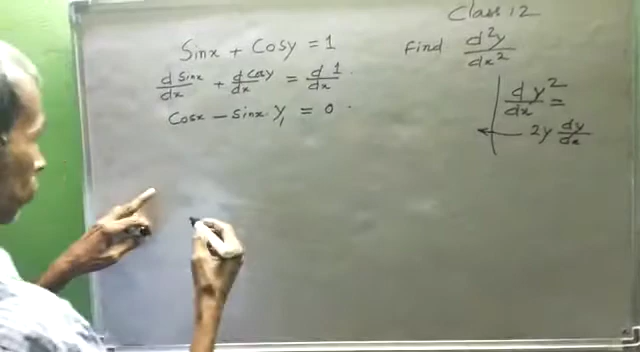 Class 12
Sinx + Cosy = 1
Find d²y/dx²
d Sinx/dx + d Cosy/dx = d 1/dx .
Cosx − Sinx. y₁ = 0 .
d y²/dx =
← 2y dy/dx